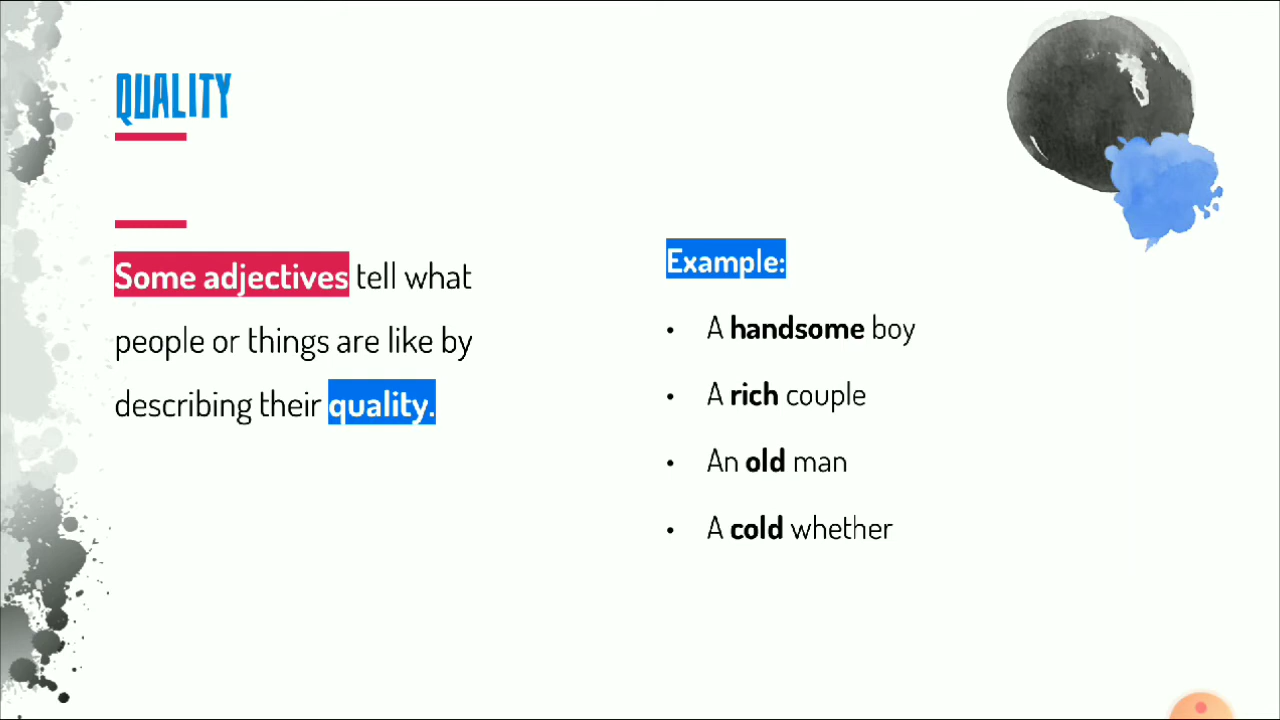 QUALITY
Some adjectives tell what
people or things are like by
describing their quality.
Example:
• A handsome boy
• A rich couple
• An old man
• A cold whether